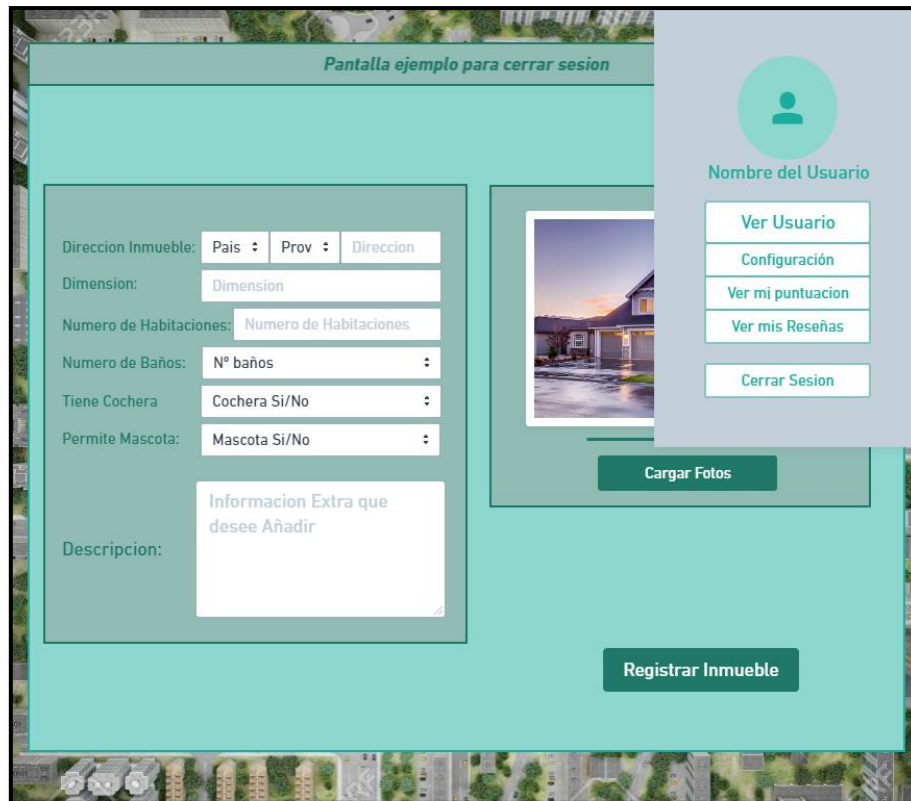 Pantalla ejemplo para cerrar sesion
Nombre del Usuario
Ver Usuario
Configuración
Ver mi puntuacion
Ver mis Reseñas
Cerrar Sesion
Direccion Inmueble: Pais Prov Direccion
Dimension: Dimension
Numero de Habitaciones: Numero de Habitaciones
Numero de Baños: Nº baños
Tiene Cochera Cochera Si/No
Permite Mascota: Mascota Si/No
Descripcion:
Informacion Extra que
desee Añadir
Cargar Fotos
Registrar Inmueble